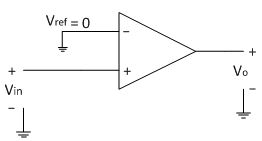 Vref = 0
−
+
+
Vin
−
+
Vo
−